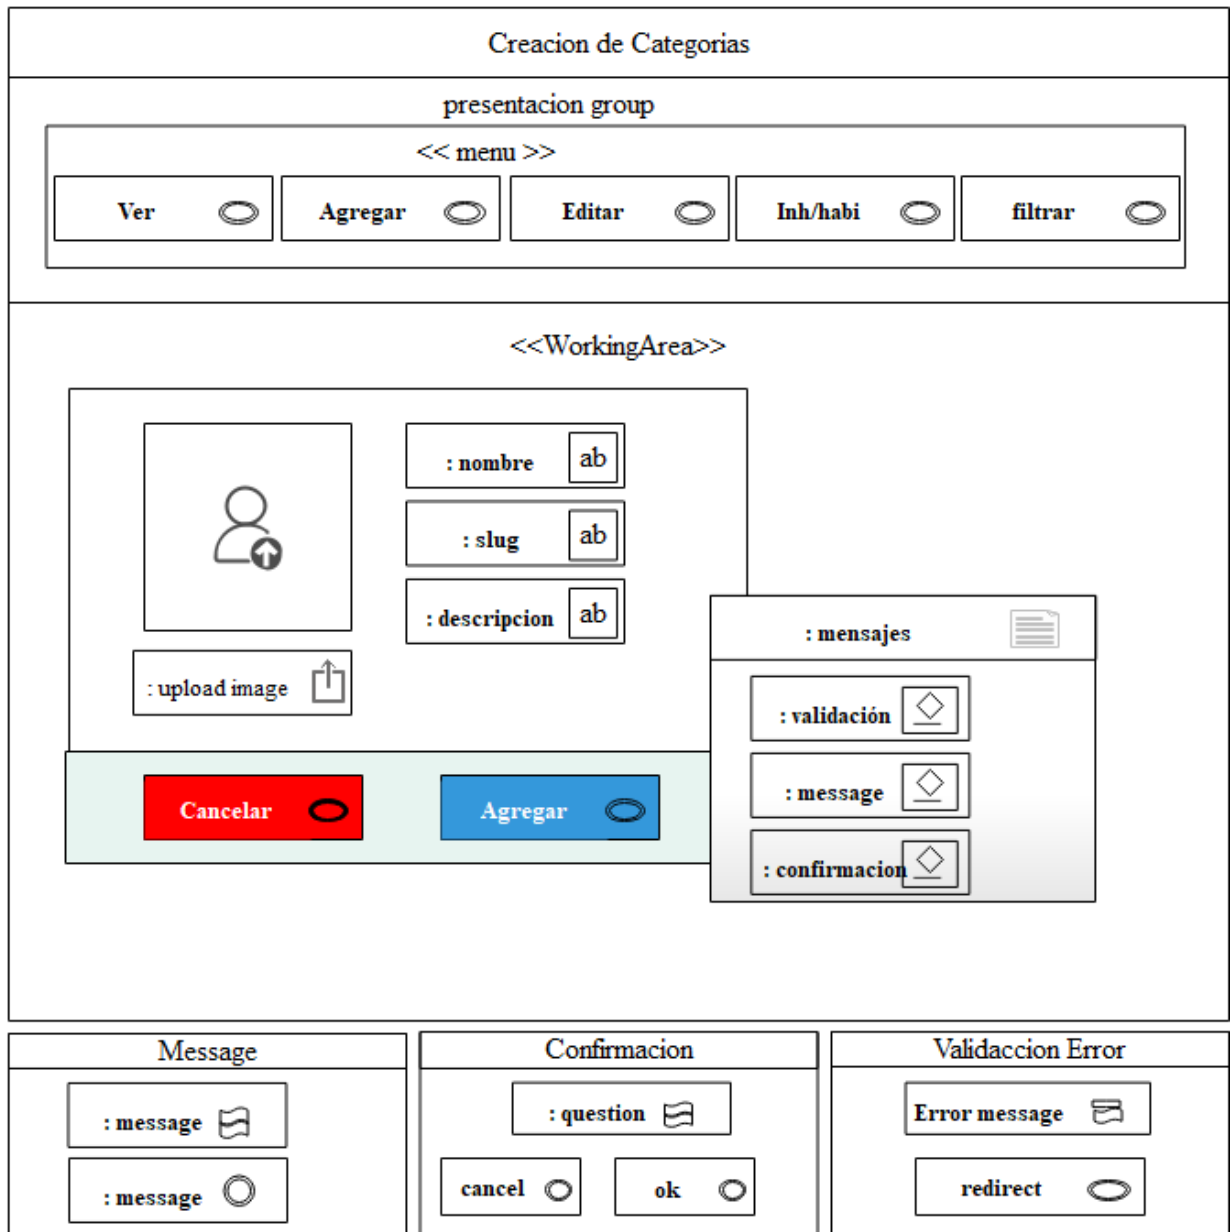 Creacion de Categorias
presentacion group
<< menu >>
Ver
Agregar
Editar
Inh/habi
filtrar
<<WorkingArea>>
: nombre
ab
: slug
ab
: descripcion
ab
: upload image
Cancelar
Agregar
: mensajes
: validación
: message
: confirmacion
Message
: message
: message
Confirmacion
: question
cancel
ok
Validaccion Error
Error message
redirect